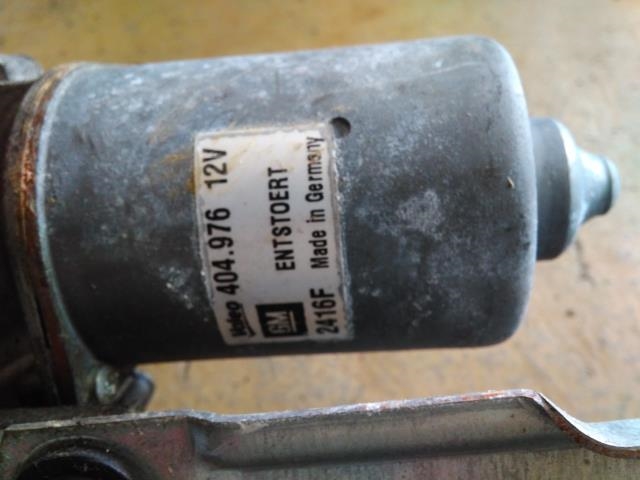 Valeo 404.976 12V
GM ENTSTOERT
2416F Made in Germany